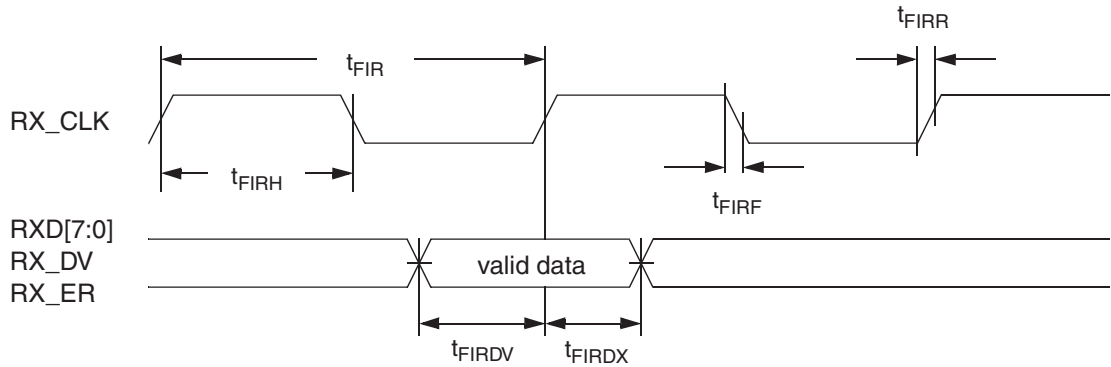 tFIRR
tFIR
RX_CLK
tFIRH
tFIRF
RXD[7:0]
RX_DV
valid data
RX_ER
tFIRDV
tFIRDX